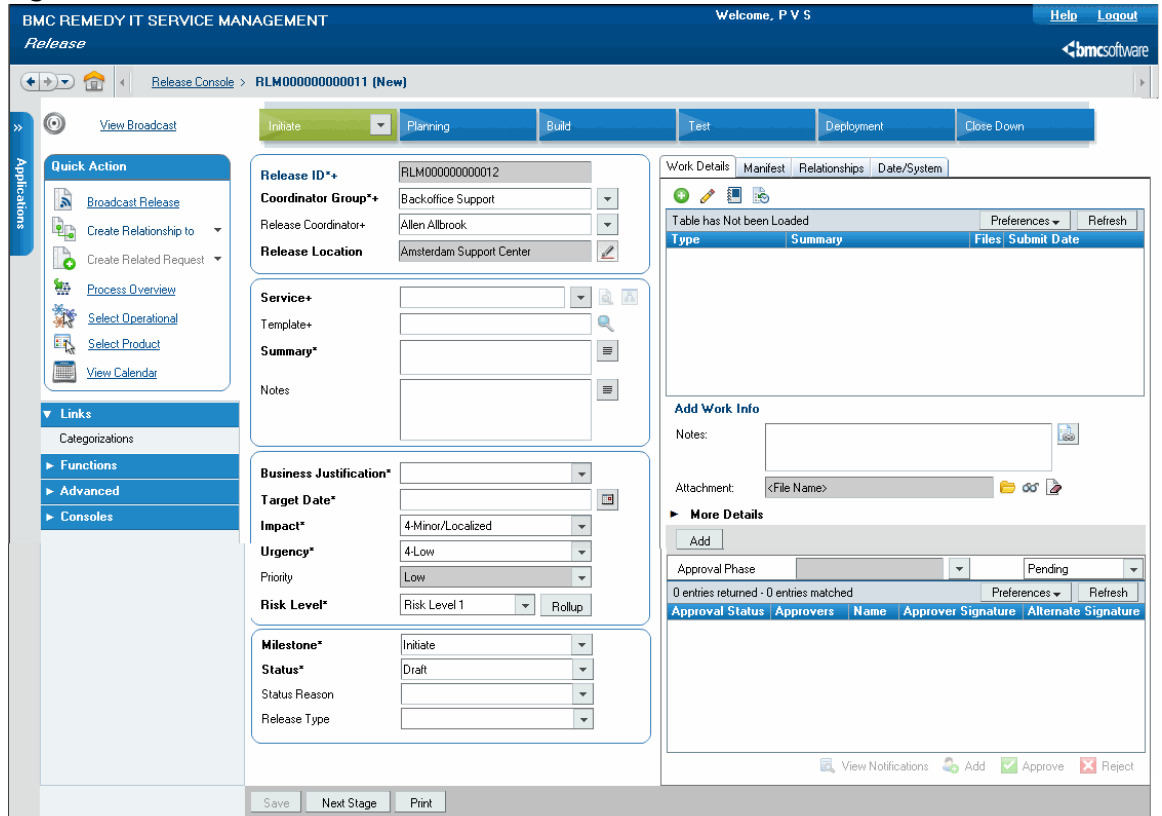 BMC REMEDY IT SERVICE MANAGEMENT Welcome, P V S Help Logout
Release
bmcsoftware
Release Console > RLM000000000011 (New)
»
Applications
View Broadcast
Quick Action
Broadcast Release
Create Relationship to
Create Related Request
Process Overview
Select Operational
Select Product
View Calendar
Links
Categorizations
Functions
Advanced
Consoles
Initiate Planning Build Test Deployment Close Down
Release ID*+ RLM000000000012
Coordinator Group*+ Backoffice Support
Release Coordinator+ Allen Allbrook
Release Location Amsterdam Support Center
Service+
Template+
Summary*
Notes
Business Justification*
Target Date*
Impact* 4-Minor/Localized
Urgency* 4-Low
Priority Low
Risk Level* Risk Level 1 Rollup
Milestone* Initiate
Status* Draft
Status Reason
Release Type
Work Details Manifest Relationships Date/System
Table has Not been Loaded Preferences Refresh
Type Summary Files Submit Date
Add Work Info
Notes:
Attachment: <File Name>
More Details
Add
Approval Phase Pending
0 entries returned - 0 entries matched Preferences Refresh
Approval Status Approvers Name Approver Signature Alternate Signature
View Notifications Add Approve Reject
Save Next Stage Print